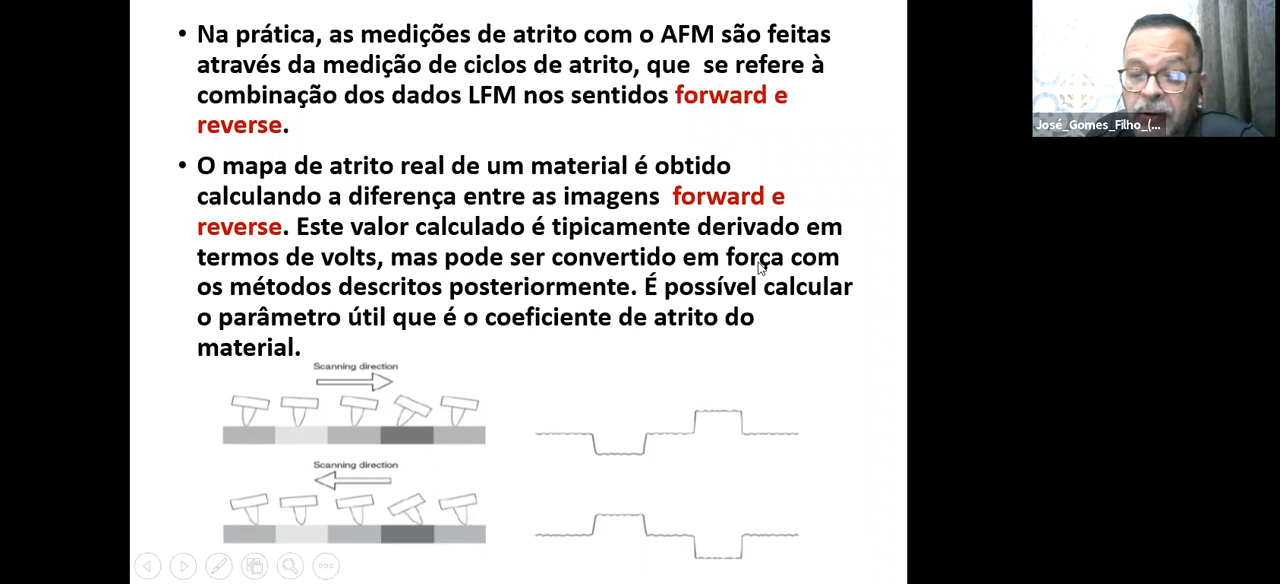 • Na prática, as medições de atrito com o AFM são feitas
através da medição de ciclos de atrito, que se refere à
combinação dos dados LFM nos sentidos forward e
reverse.
• O mapa de atrito real de um material é obtido
calculando a diferença entre as imagens forward e
reverse. Este valor calculado é tipicamente derivado em
termos de volts, mas pode ser convertido em força com
os métodos descritos posteriormente. É possível calcular
o parâmetro útil que é o coeficiente de atrito do
material.
Scanning direction
Scanning direction
José_Gomes_Filho_(...